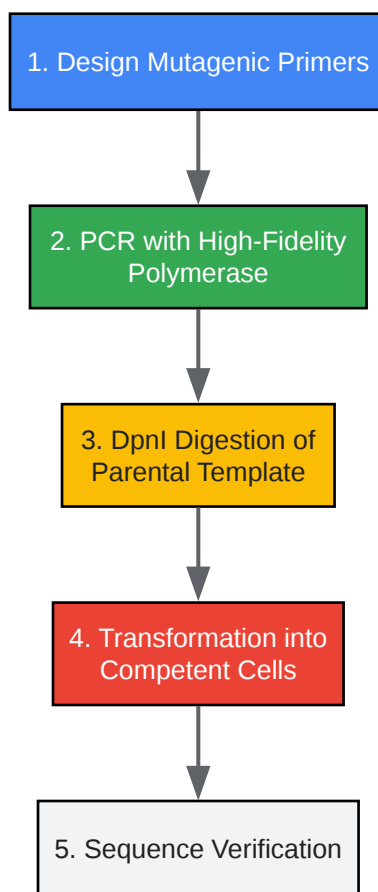 1. Design Mutagenic Primers
2. PCR with High-Fidelity
Polymerase
3. DpnI Digestion of
Parental Template
4. Transformation into
Competent Cells
5. Sequence Verification